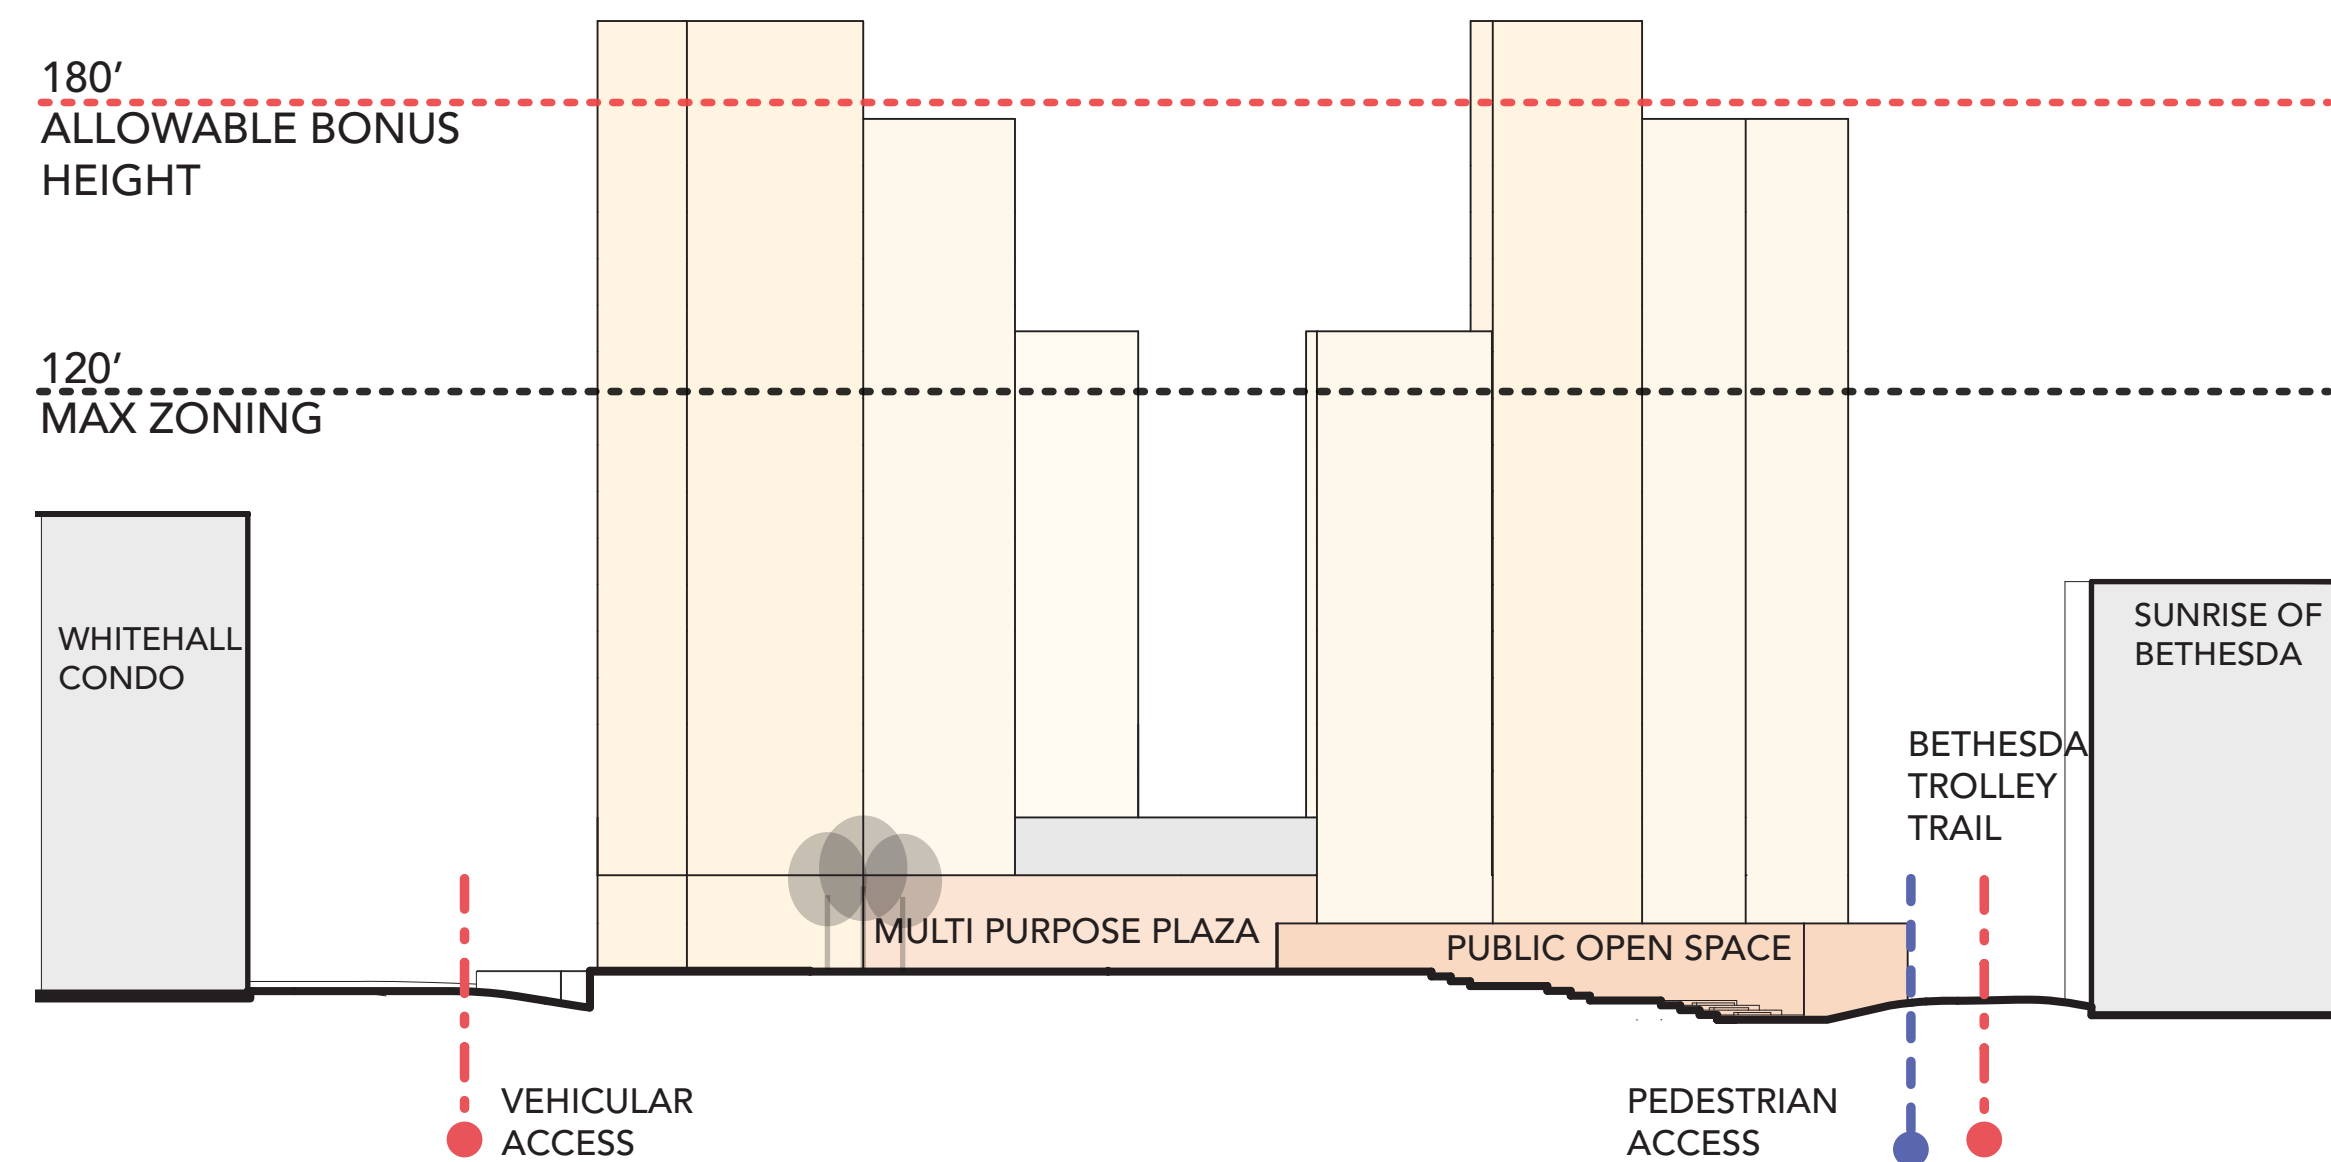 180’
ALLOWABLE BONUS
HEIGHT
120’
MAX ZONING
WHITEHALL
CONDO
SUNRISE OF
BETHESDA
BETHESDA
TROLLEY
TRAIL
MULTI PURPOSE PLAZA
PUBLIC OPEN SPACE
VEHICULAR
ACCESS
PEDESTRIAN
ACCESS